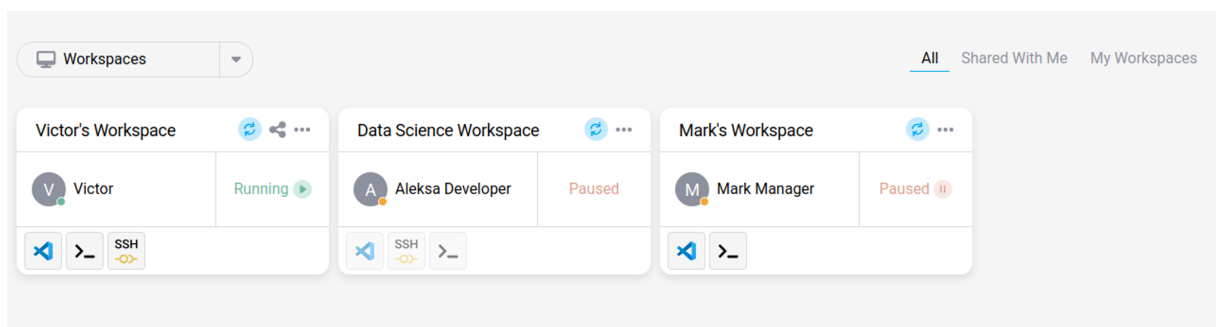 Workspaces
All Shared With Me My Workspaces
Victor's Workspace
V Victor Running
SSH
Data Science Workspace
A Aleksa Developer Paused
SSH
Mark's Workspace
M Mark Manager Paused